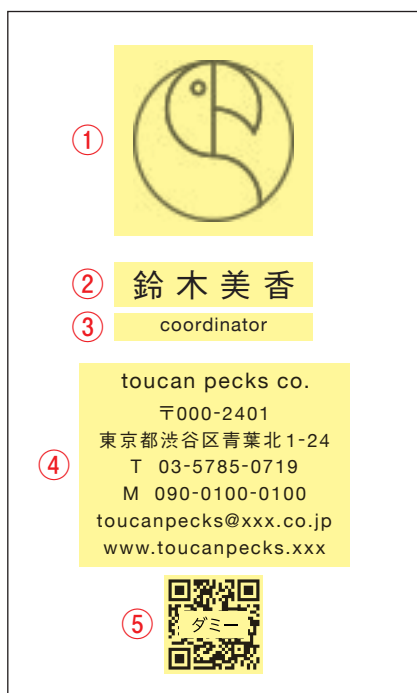 ①
② 鈴木美香
③ coordinator
④
toucan pecks co.
〒000-2401
東京都渋谷区青葉北1-24
T 03-5785-0719
M 090-0100-0100
toucanpecks@xxx.co.jp
www.toucanpecks.xxx
⑤ ダミー